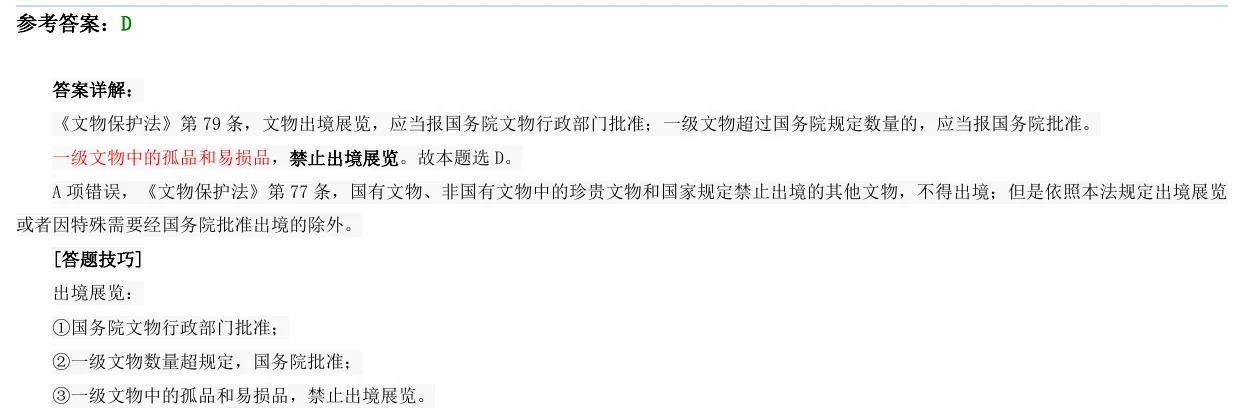 参考答案：D
答案详解：
《文物保护法》第 79 条，文物出境展览，应当报国务院文物行政部门批准；一级文物超过国务院规定数量的，应当报国务院批准。
一级文物中的孤品和易损品，禁止出境展览。故本题选 D。
A 项错误，《文物保护法》第 77 条，国有文物、非国有文物中的珍贵文物和国家规定禁止出境的其他文物，不得出境；但是依照本法规定出境展览
或者因特殊需要经国务院批准出境的除外。
[答题技巧]
出境展览：
①国务院文物行政部门批准；
②一级文物数量超规定，国务院批准；
③一级文物中的孤品和易损品，禁止出境展览。